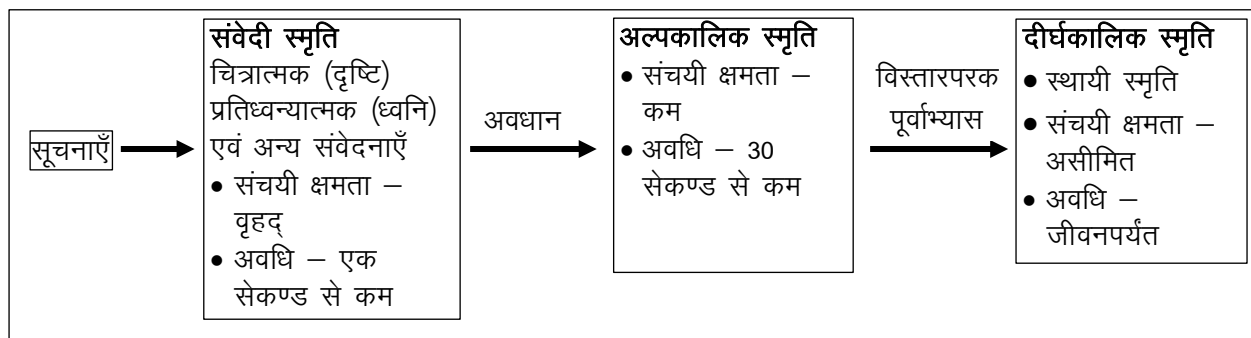 सूचनाएँ
संवेदी स्मृति
चित्रात्मक (दृष्टि)
प्रतिध्वन्यात्मक (ध्वनि)
एवं अन्य संवेदनाएँ
• संचयी क्षमता –
वृहद्
• अवधि – एक
सेकण्ड से कम
अवधान
अल्पकालिक स्मृति
• संचयी क्षमता –
कम
• अवधि – 30
सेकण्ड से कम
विस्तारपरक
पूर्वाभ्यास
दीर्घकालिक स्मृति
• स्थायी स्मृति
• संचयी क्षमता –
असीमित
• अवधि –
जीवनपर्यंत